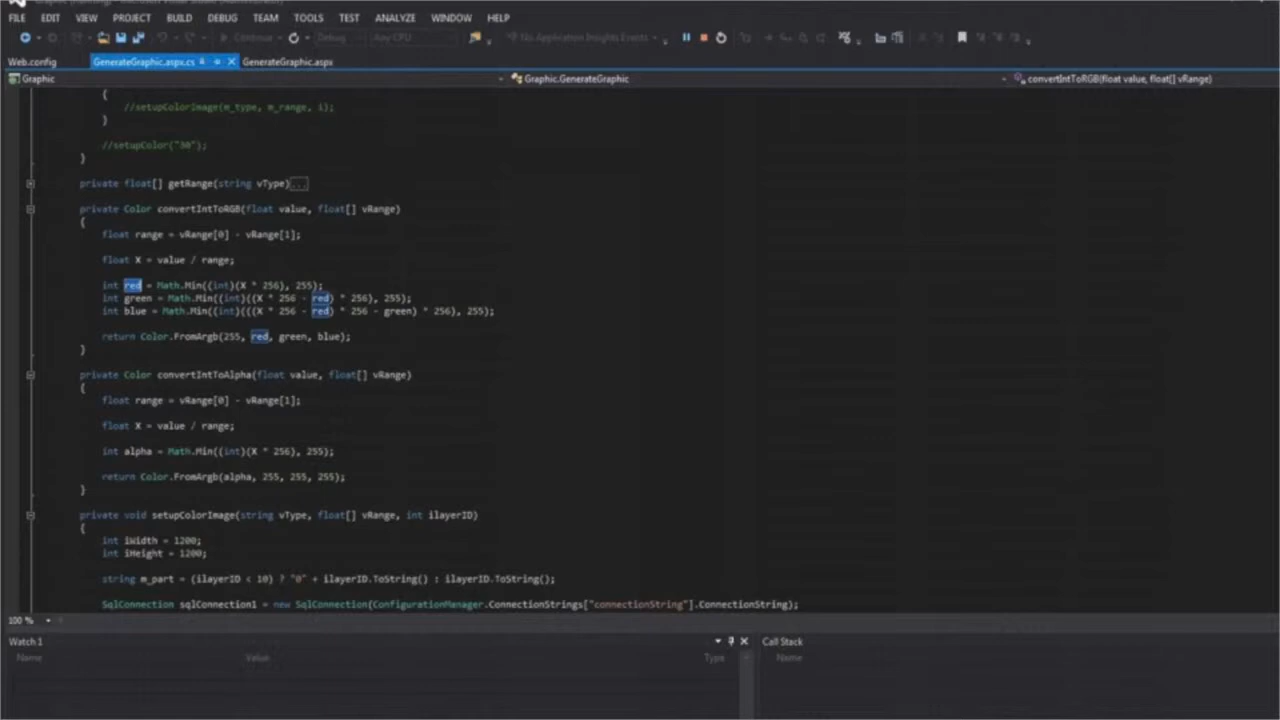 FILE EDIT VIEW PROJECT BUILD DEBUG TEAM TOOLS TEST ANALYZE WINDOW HELP
Continue Debug Any CPU No Application Insights Events
Web.config GenerateGraphic.aspx.cs GenerateGraphic.aspx
Graphic Graphic.GenerateGraphic convertIntToRGB(float value, float[] vRange)
{
//setupColorImage(m_type, m_range, i);
}
//setupColor("30");
}
private float[] getRange(string vType)...
private Color convertIntToRGB(float value, float[] vRange)
{
float range = vRange[0] - vRange[1];
float X = value / range;
int red = Math.Min((int)(X * 256), 255);
int green = Math.Min((int)((X * 256 - red) * 256), 255);
int blue = Math.Min((int)(((X * 256 - red) * 256 - green) * 256), 255);
return Color.FromArgb(255, red, green, blue);
}
private Color convertIntToAlpha(float value, float[] vRange)
{
float range = vRange[0] - vRange[1];
float X = value / range;
int alpha = Math.Min((int)(X * 256), 255);
return Color.FromArgb(alpha, 255, 255, 255);
}
private void setupColorImage(string vType, float[] vRange, int ilayerID)
{
int iWidth = 1200;
int iHeight = 1200;
string m_part = (ilayerID < 10) ? "0" + ilayerID.ToString() : ilayerID.ToString();
SqlConnection sqlConnection1 = new SqlConnection(ConfigurationManager.ConnectionStrings["connectionString"].ConnectionString);
100 %
Watch 1 Call Stack
Name Value Type Name